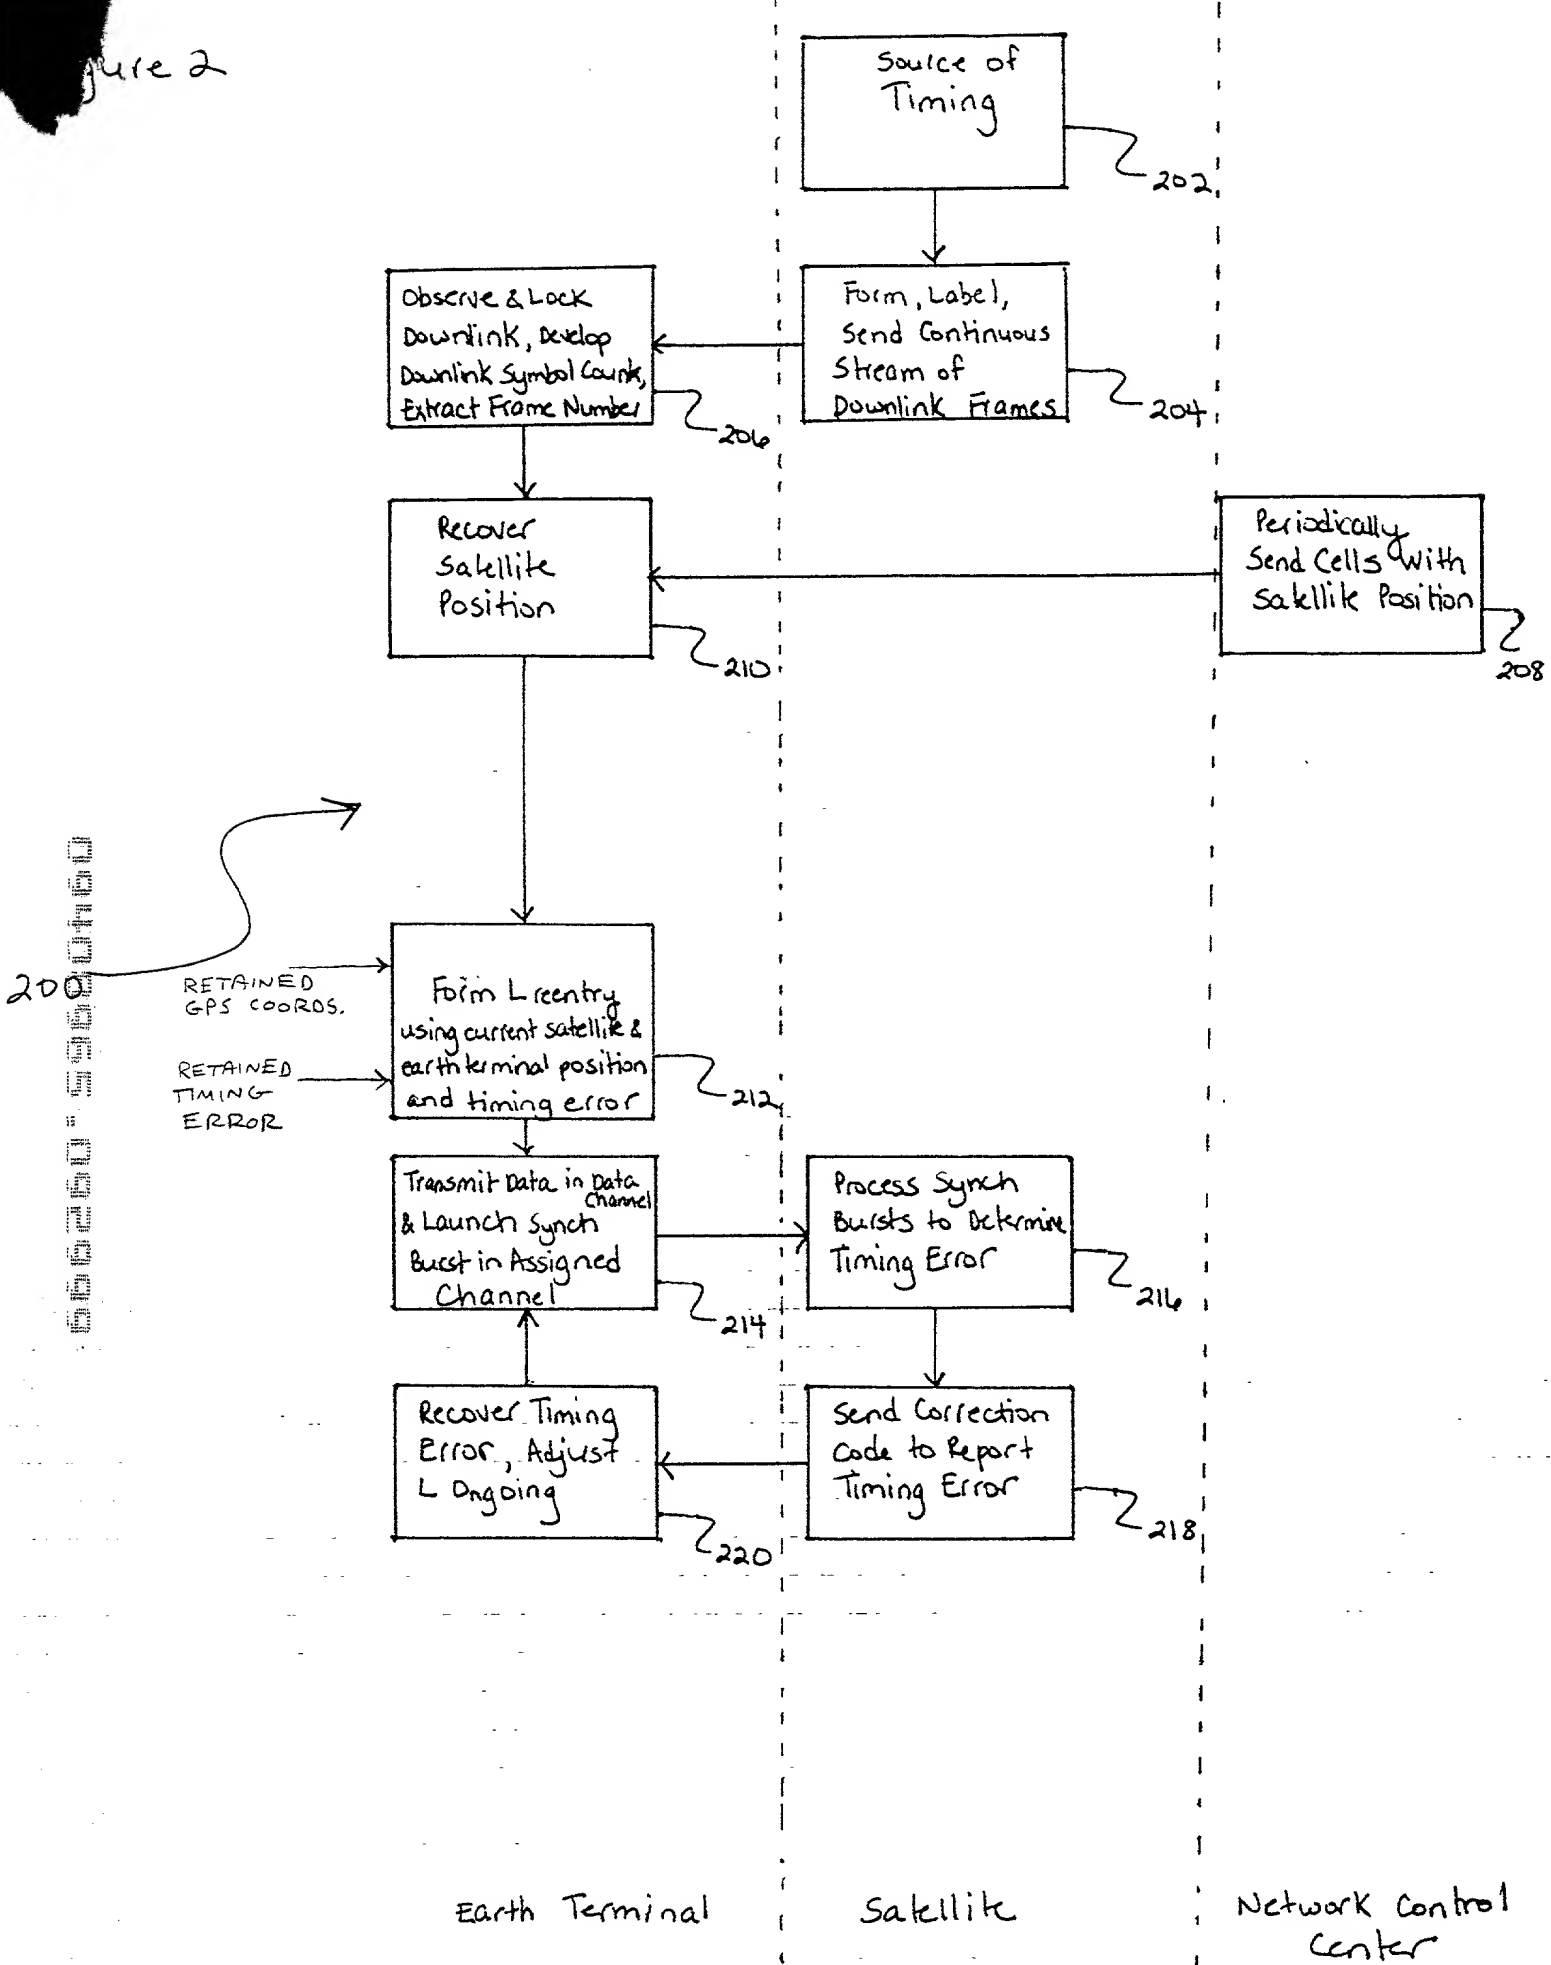 gure 2
Source of
Timing
202
Form, Label,
Send Continuous
Stream of
Downlink Frames
204
Observe & Lock
Downlink, Develop
Downlink Symbol Counts,
Extract Frame Number
206
Recover
Satellite
Position
210
Periodically
Send Cells With
Satellite Position
208
200
RETAINED
GPS COORDS.
RETAINED
TIMING
ERROR
Form L reentry
using current satellite &
earth terminal position
and timing error
212
Transmit Data in Data
Channel
& Launch Synch
Burst in Assigned
Channel
214
Process Synch
Bursts to Determine
Timing Error
216
Recover Timing
Error, Adjust
L Ongoing
220
Send Correction
Code to Report
Timing Error
218
Earth Terminal
Satellite
Network Control
Center